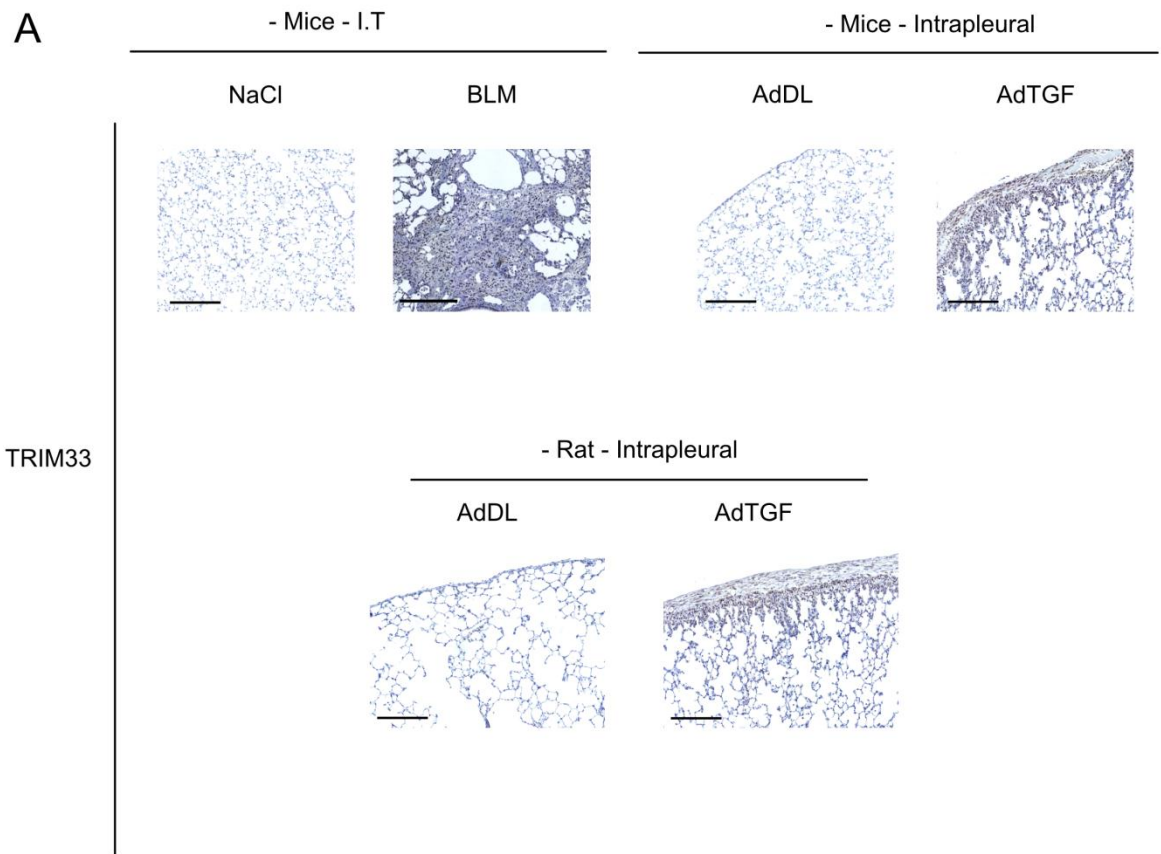 A
- Mice - I.T
- Mice - Intrapleural
NaCl
BLM
AdDL
AdTGF
TRIM33
- Rat - Intrapleural
AdDL
AdTGF